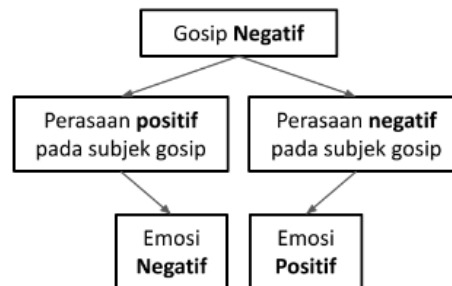 Gosip Negatif
Perasaan positif
pada subjek gosip
Perasaan negatif
pada subjek gosip
Emosi
Negatif
Emosi
Positif